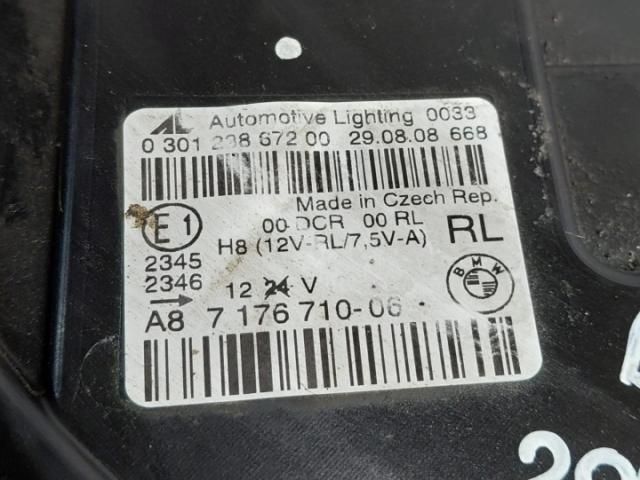 AL Automotive Lighting 0033
0 301 238 672 00 29.08.08 668
Made in Czech Rep.
E1 00 DCR 00 RL RL
H8 (12V-RL/7,5V-A)
2345
2346 12 24 V BMW
A8 7 176 710-06